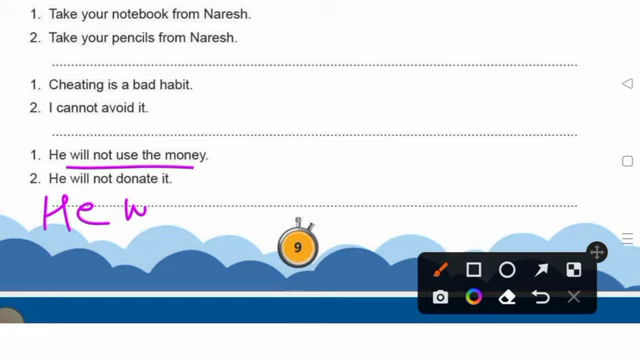 1. Take your notebook from Naresh.
2. Take your pencils from Naresh.
1. Cheating is a bad habit.
2. I cannot avoid it.
1. He will not use the money.
2. He will not donate it.
He w
9